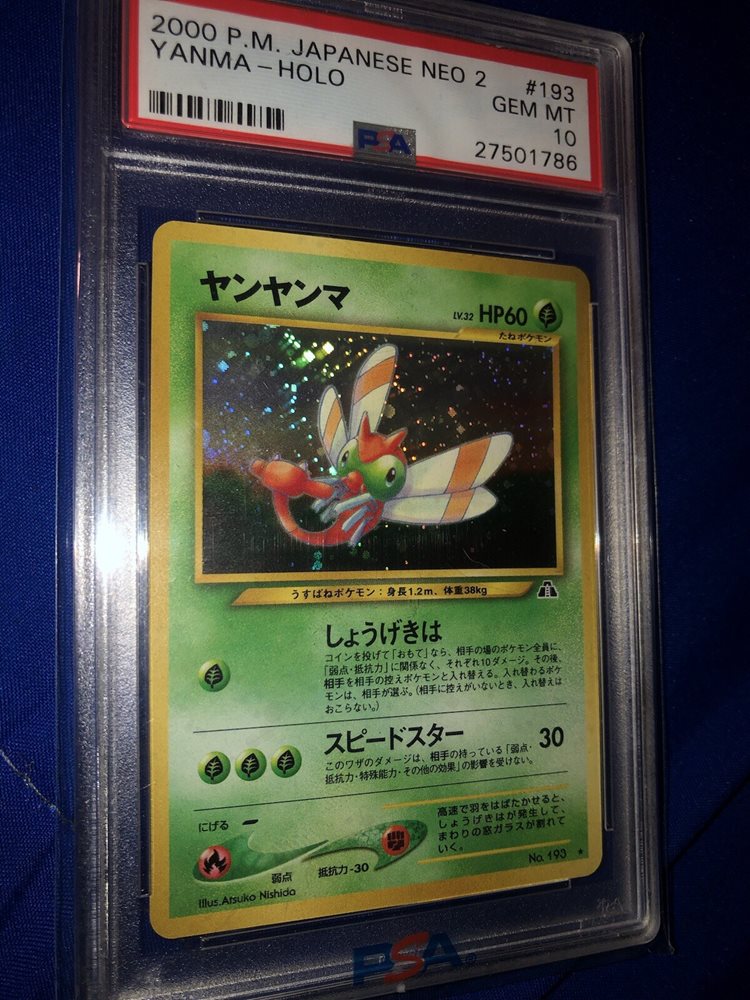 2000 P.M. JAPANESE NEO 2 #193
YANMA - HOLO GEM MT
10
PSA 27501786
ヤンヤンマ LV.32 HP60
たねポケモン
うすばねポケモン：身長1.2m、体重38kg
しょうげきは
コインを投げて「おもて」なら、相手の場のポケモン全員に、
「弱点・抵抗力」に関係なく、それぞれ10ダメージ。その後、
相手を相手の控えポケモンと入れ替える。入れ替わるポケ
モンは、相手が選ぶ。（相手に控えがいないとき、入れ替えは
おこらない。）
スピードスター 30
このワザのダメージは、相手の持っている「弱点・
抵抗力・特殊能力・その他の効果」の影響を受けない。
にげる
弱点 抵抗力 -30
高速で羽をはばたかせると、
しょうげきはが発生して、
まわりの窓ガラスが割れて
いく。
No. 193 ★
Illus. Atsuko Nishida
PSA